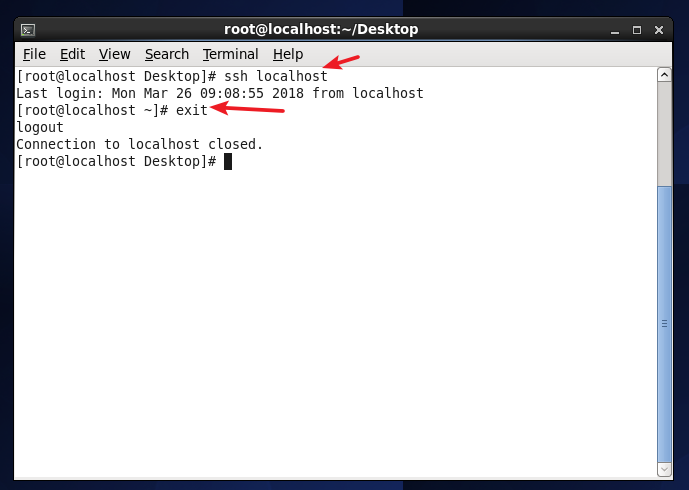 root@localhost:~/Desktop
File Edit View Search Terminal Help
[root@localhost Desktop]# ssh localhost
Last login: Mon Mar 26 09:08:55 2018 from localhost
[root@localhost ~]# exit
logout
Connection to localhost closed.
[root@localhost Desktop]#